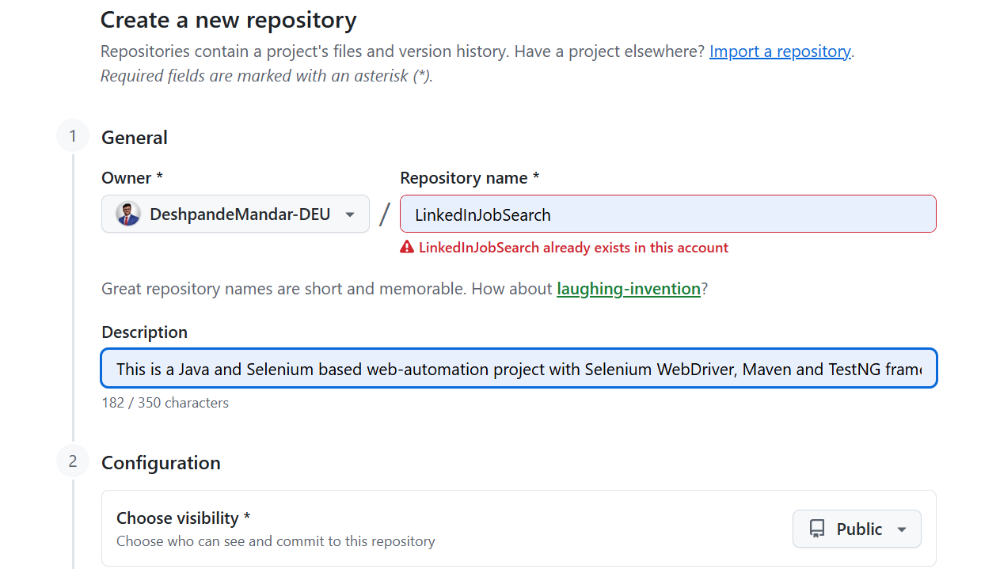 Create a new repository
Repositories contain a project's files and version history. Have a project elsewhere? Import a repository.
Required fields are marked with an asterisk (*).
1
General
Owner *
Repository name *
DeshpandeMandar-DEU / LinkedInJobSearch
LinkedInJobSearch already exists in this account
Great repository names are short and memorable. How about laughing-invention?
Description
This is a Java and Selenium based web-automation project with Selenium WebDriver, Maven and TestNG frame
182 / 350 characters
2
Configuration
Choose visibility *
Choose who can see and commit to this repository
Public